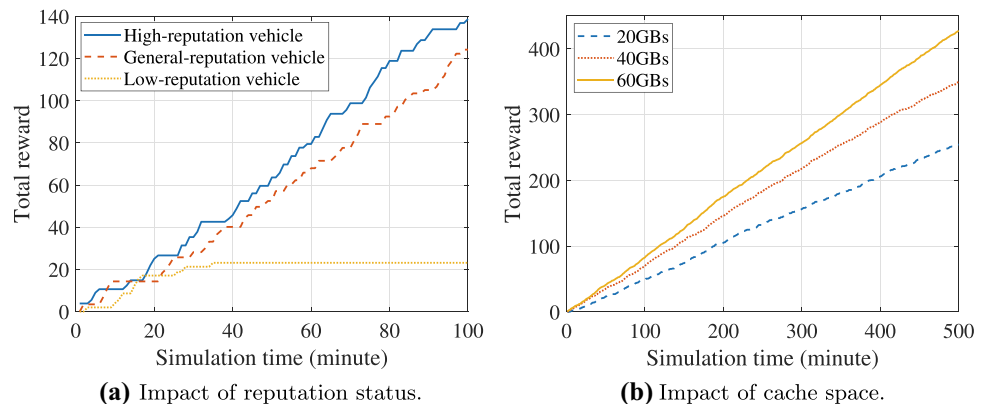 140
120
100
80
60
40
20
0
Total reward
High-reputation vehicle
General-reputation vehicle
Low-reputation vehicle
0 20 40 60 80 100
Simulation time (minute)
(a) Impact of reputation status.
400
300
200
100
0
Total reward
20GBs
40GBs
60GBs
0 100 200 300 400 500
Simulation time (minute)
(b) Impact of cache space.